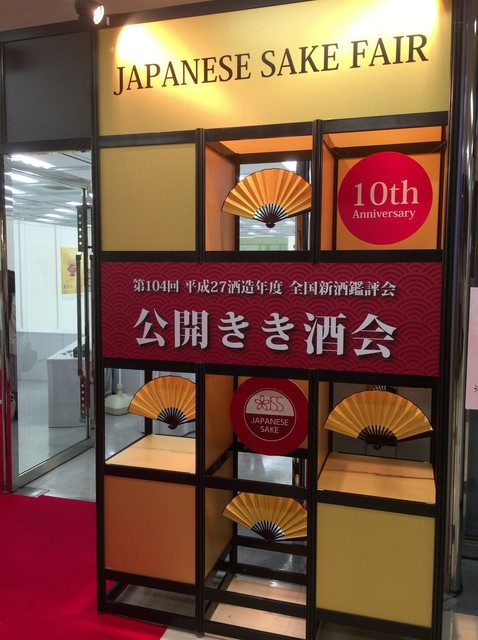 JAPANESE SAKE FAIR
10th
Anniversary
第104回 平成27酒造年度 全国新酒鑑評会
公開きき酒会
JSS
JAPANESE
SAKE